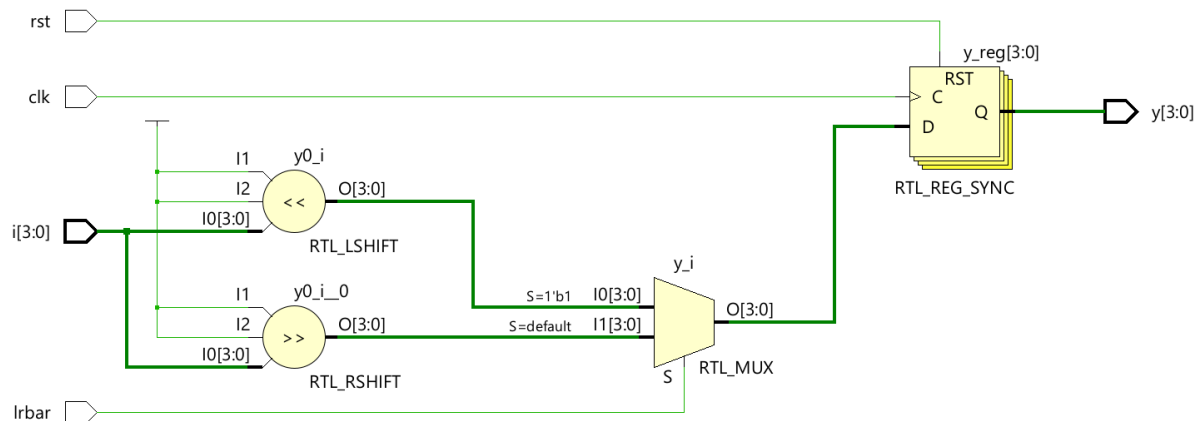 rst
y_reg[3:0]
RST
clk
C
Q
y[3:0]
D
I1
y0_i
I2
O[3:0]
RTL_REG_SYNC
<<
I0[3:0]
i[3:0]
RTL_LSHIFT
y_i
I1
y0_i__0
S=1'b1
I0[3:0]
O[3:0]
I2
O[3:0]
S=default
I1[3:0]
>>
I0[3:0]
RTL_MUX
S
RTL_RSHIFT
lrbar